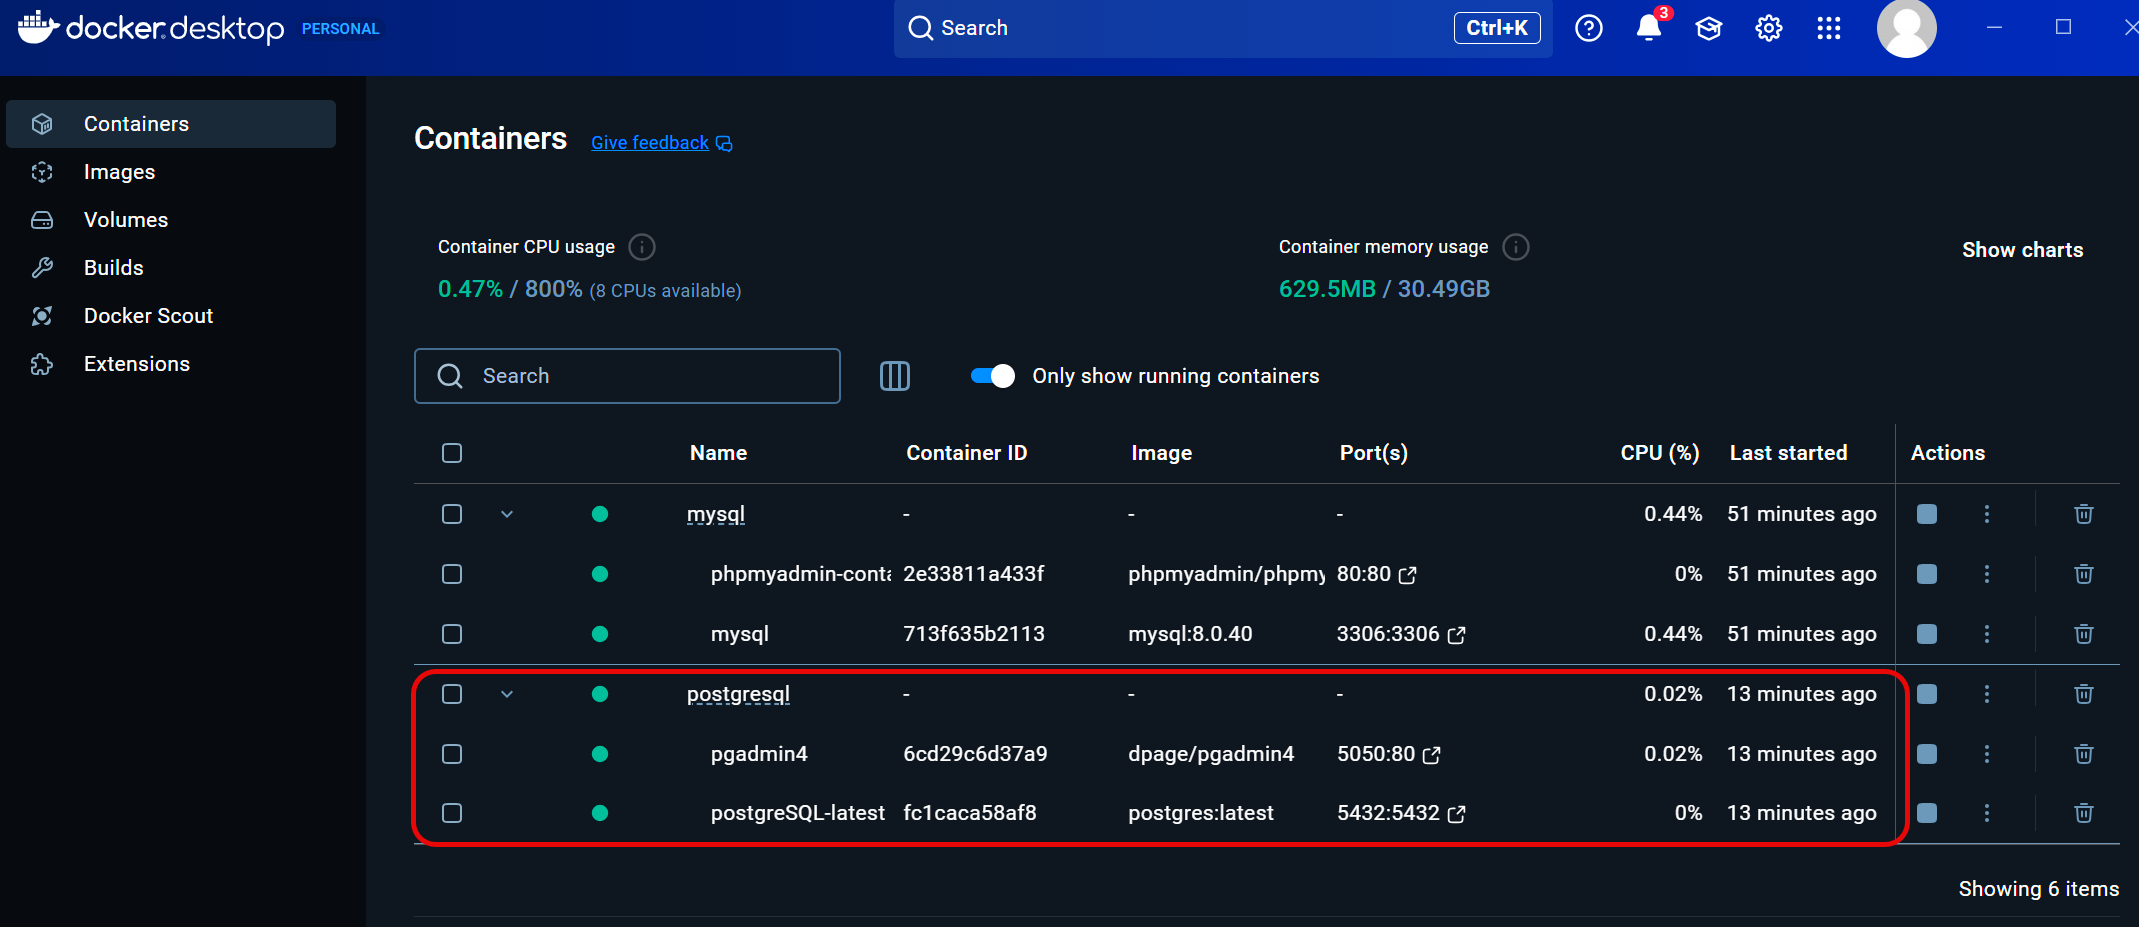 docker desktop PERSONAL Search Ctrl+K 3
Containers
Images
Volumes
Builds
Docker Scout
Extensions
Containers Give feedback
Container CPU usage
0.47% / 800% (8 CPUs available)
Container memory usage
629.5MB / 30.49GB
Show charts
Search Only show running containers
Name Container ID Image Port(s) CPU (%) Last started Actions
mysql - - - 0.44% 51 minutes ago
phpmyadmin-conta 2e33811a433f phpmyadmin/phpmy 80:80 0% 51 minutes ago
mysql 713f635b2113 mysql:8.0.40 3306:3306 0.44% 51 minutes ago
postgresql - - - 0.02% 13 minutes ago
pgadmin4 6cd29c6d37a9 dpage/pgadmin4 5050:80 0.02% 13 minutes ago
postgreSQL-latest fc1caca58af8 postgres:latest 5432:5432 0% 13 minutes ago
Showing 6 items